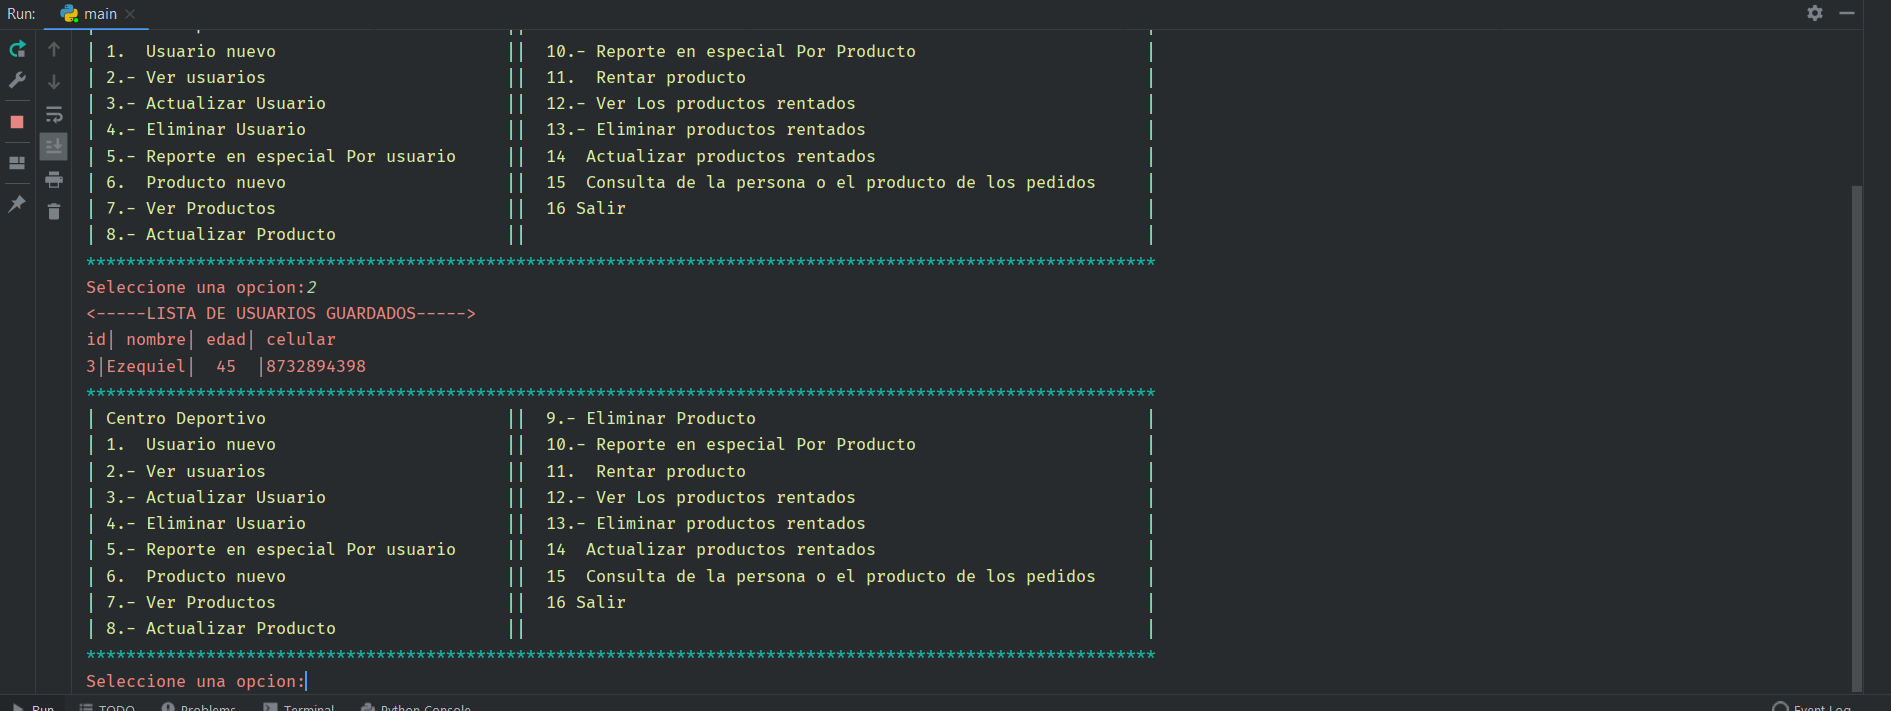 Run: main
| 1.  Usuario nuevo || 10.- Reporte en especial Por Producto |
| 2.- Ver usuarios || 11.  Rentar producto |
| 3.- Actualizar Usuario || 12.- Ver Los productos rentados |
| 4.- Eliminar Usuario || 13.- Eliminar productos rentados |
| 5.- Reporte en especial Por usuario || 14  Actualizar productos rentados |
| 6.  Producto nuevo || 15  Consulta de la persona o el producto de los pedidos |
| 7.- Ver Productos || 16 Salir |
| 8.- Actualizar Producto || |
***********************************************************************************************************
Seleccione una opcion:2
<-----LISTA DE USUARIOS GUARDADOS----->
id| nombre| edad| celular
3|Ezequiel|  45  |8732894398
***********************************************************************************************************
| Centro Deportivo || 9.- Eliminar Producto |
| 1.  Usuario nuevo || 10.- Reporte en especial Por Producto |
| 2.- Ver usuarios || 11.  Rentar producto |
| 3.- Actualizar Usuario || 12.- Ver Los productos rentados |
| 4.- Eliminar Usuario || 13.- Eliminar productos rentados |
| 5.- Reporte en especial Por usuario || 14  Actualizar productos rentados |
| 6.  Producto nuevo || 15  Consulta de la persona o el producto de los pedidos |
| 7.- Ver Productos || 16 Salir |
| 8.- Actualizar Producto || |
***********************************************************************************************************
Seleccione una opcion:
Run TODO Problems Terminal Python Console Event Log